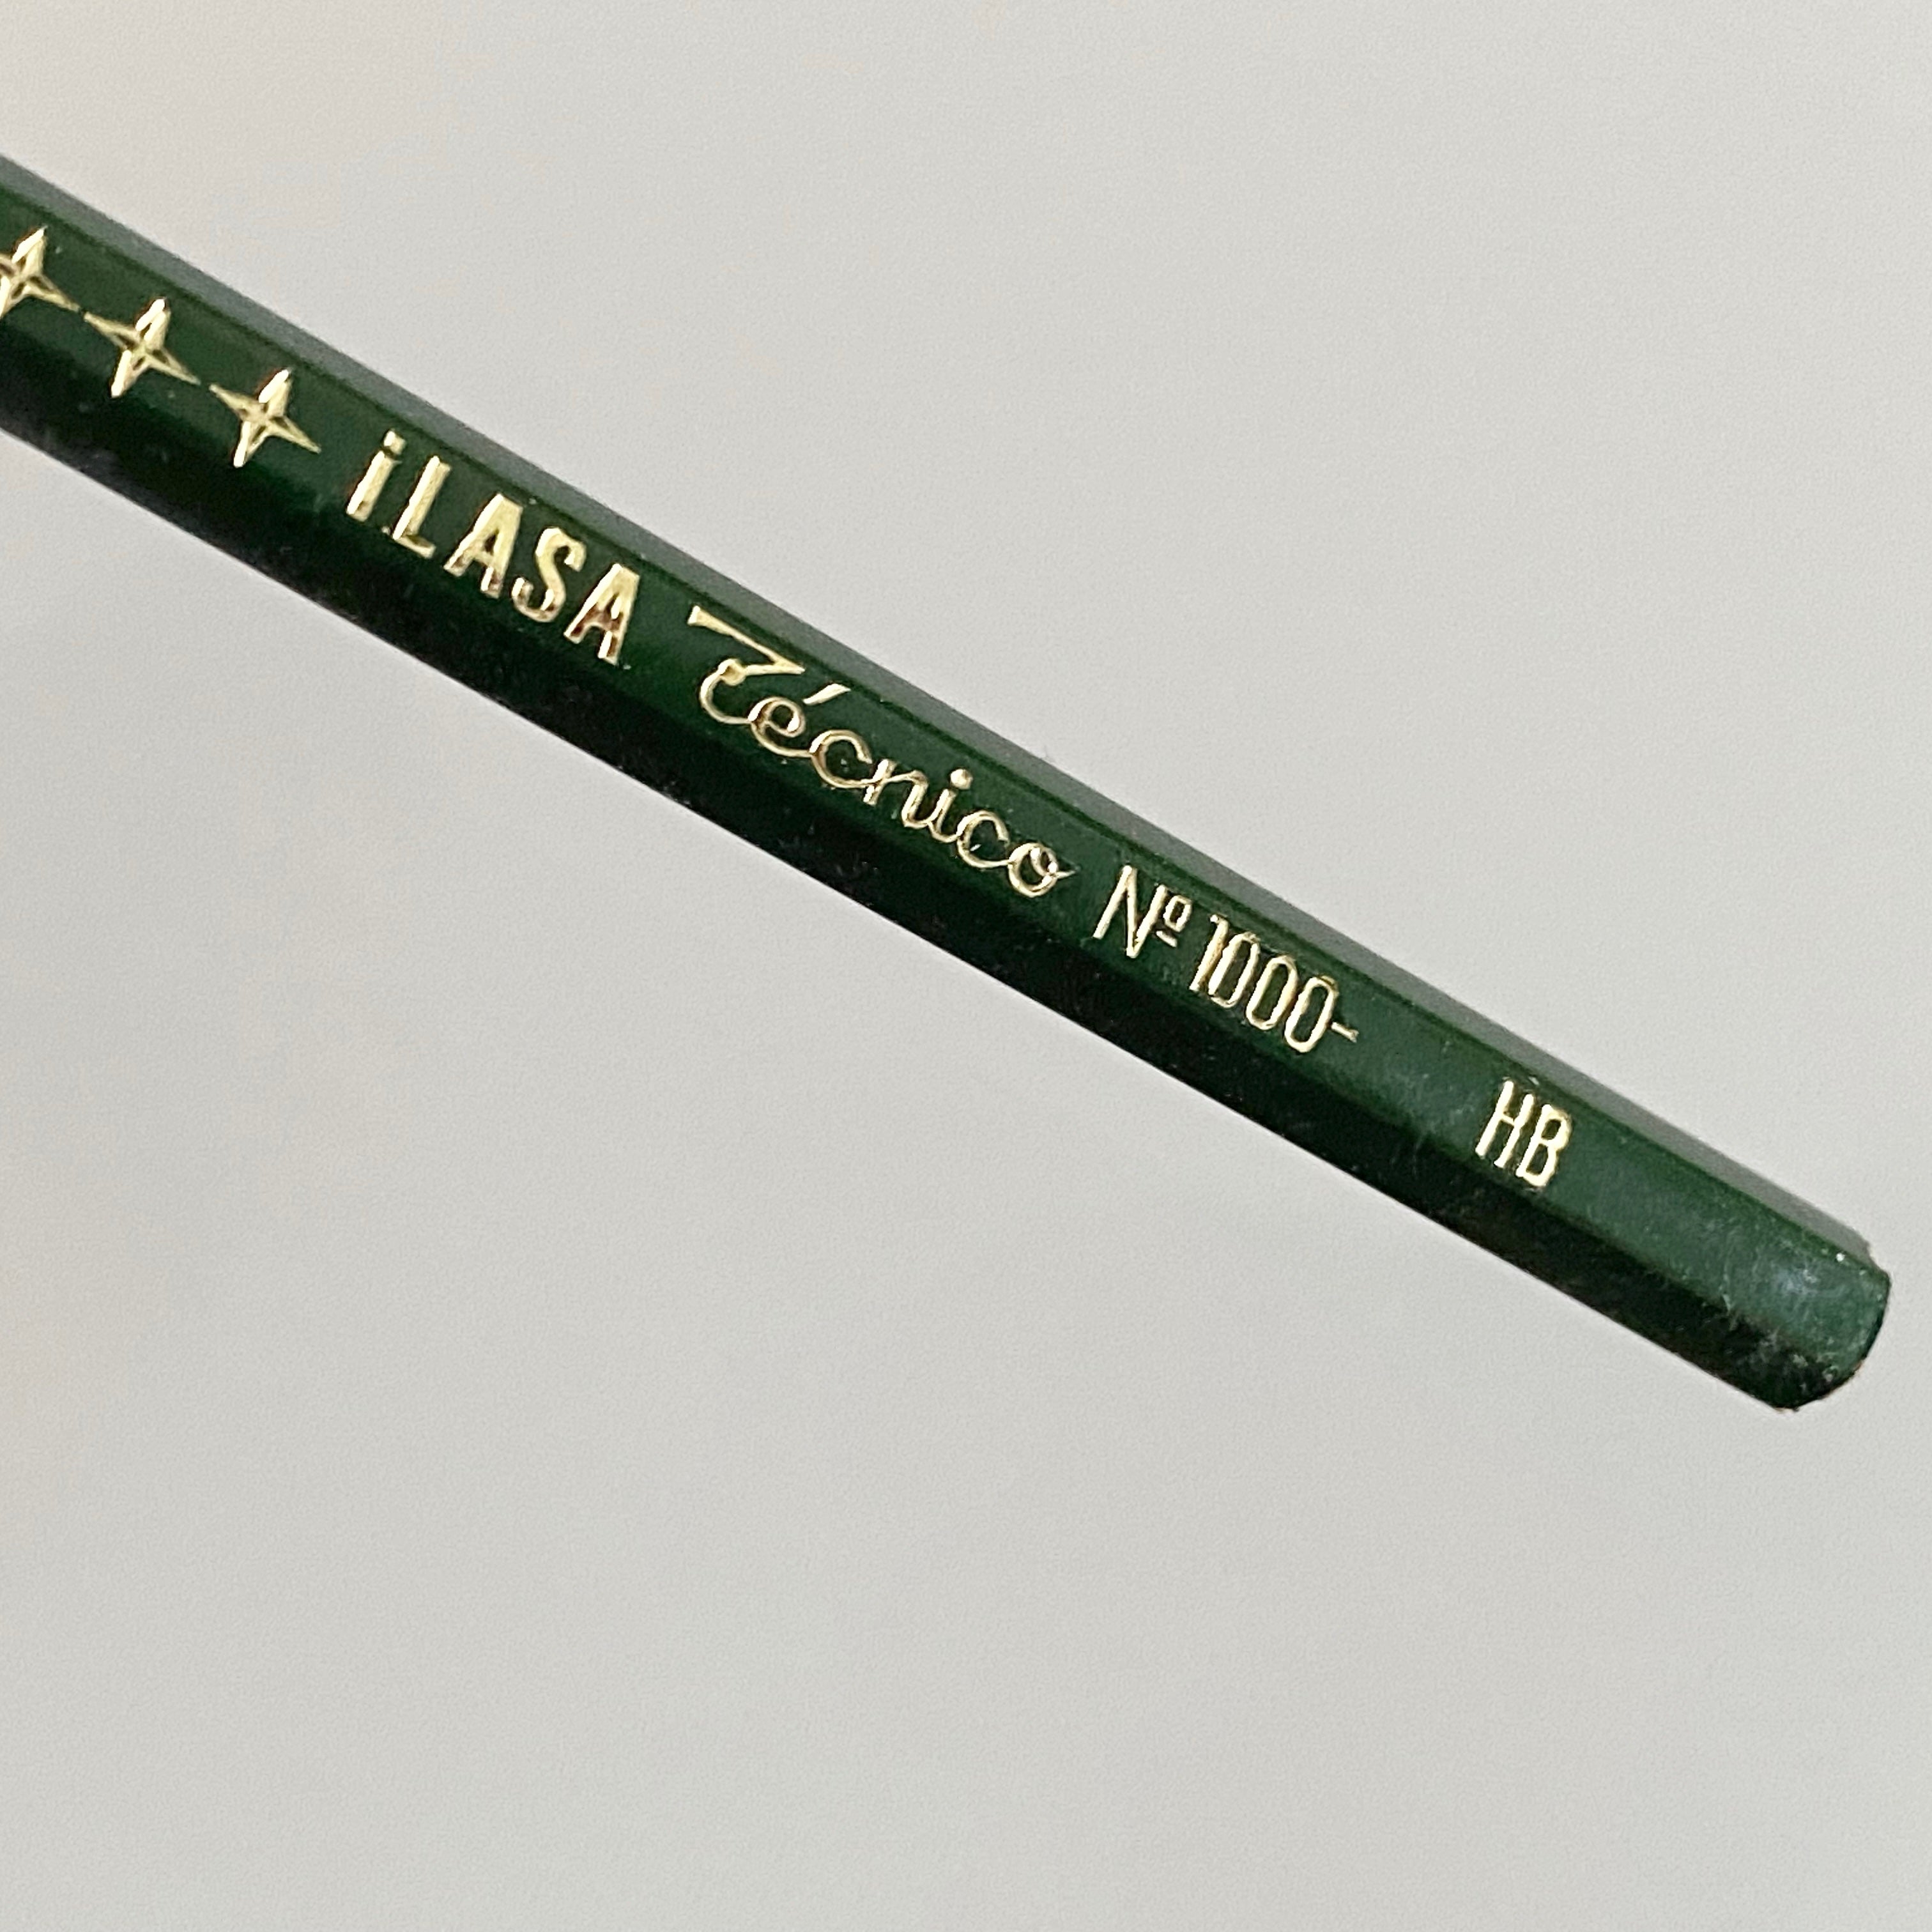 iLASA Técnico Nº 1000- HB